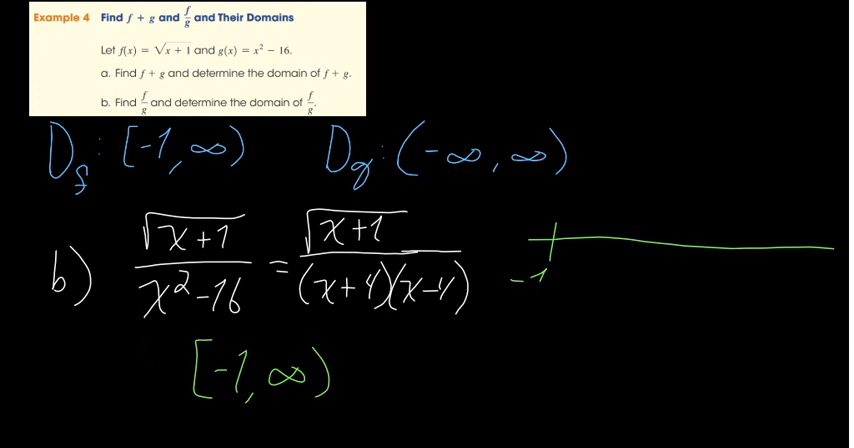 Example 4 Find f + g and f/g and Their Domains
Let f(x) = √(x + 1) and g(x) = x² − 16.
a. Find f + g and determine the domain of f + g.
b. Find f/g and determine the domain of f/g.
D_f : [-1, ∞) D_g : (-∞, ∞)
b) √(x+1) / (x²-16) = √(x+1) / ((x+4)(x-4))
-1
[-1, ∞)